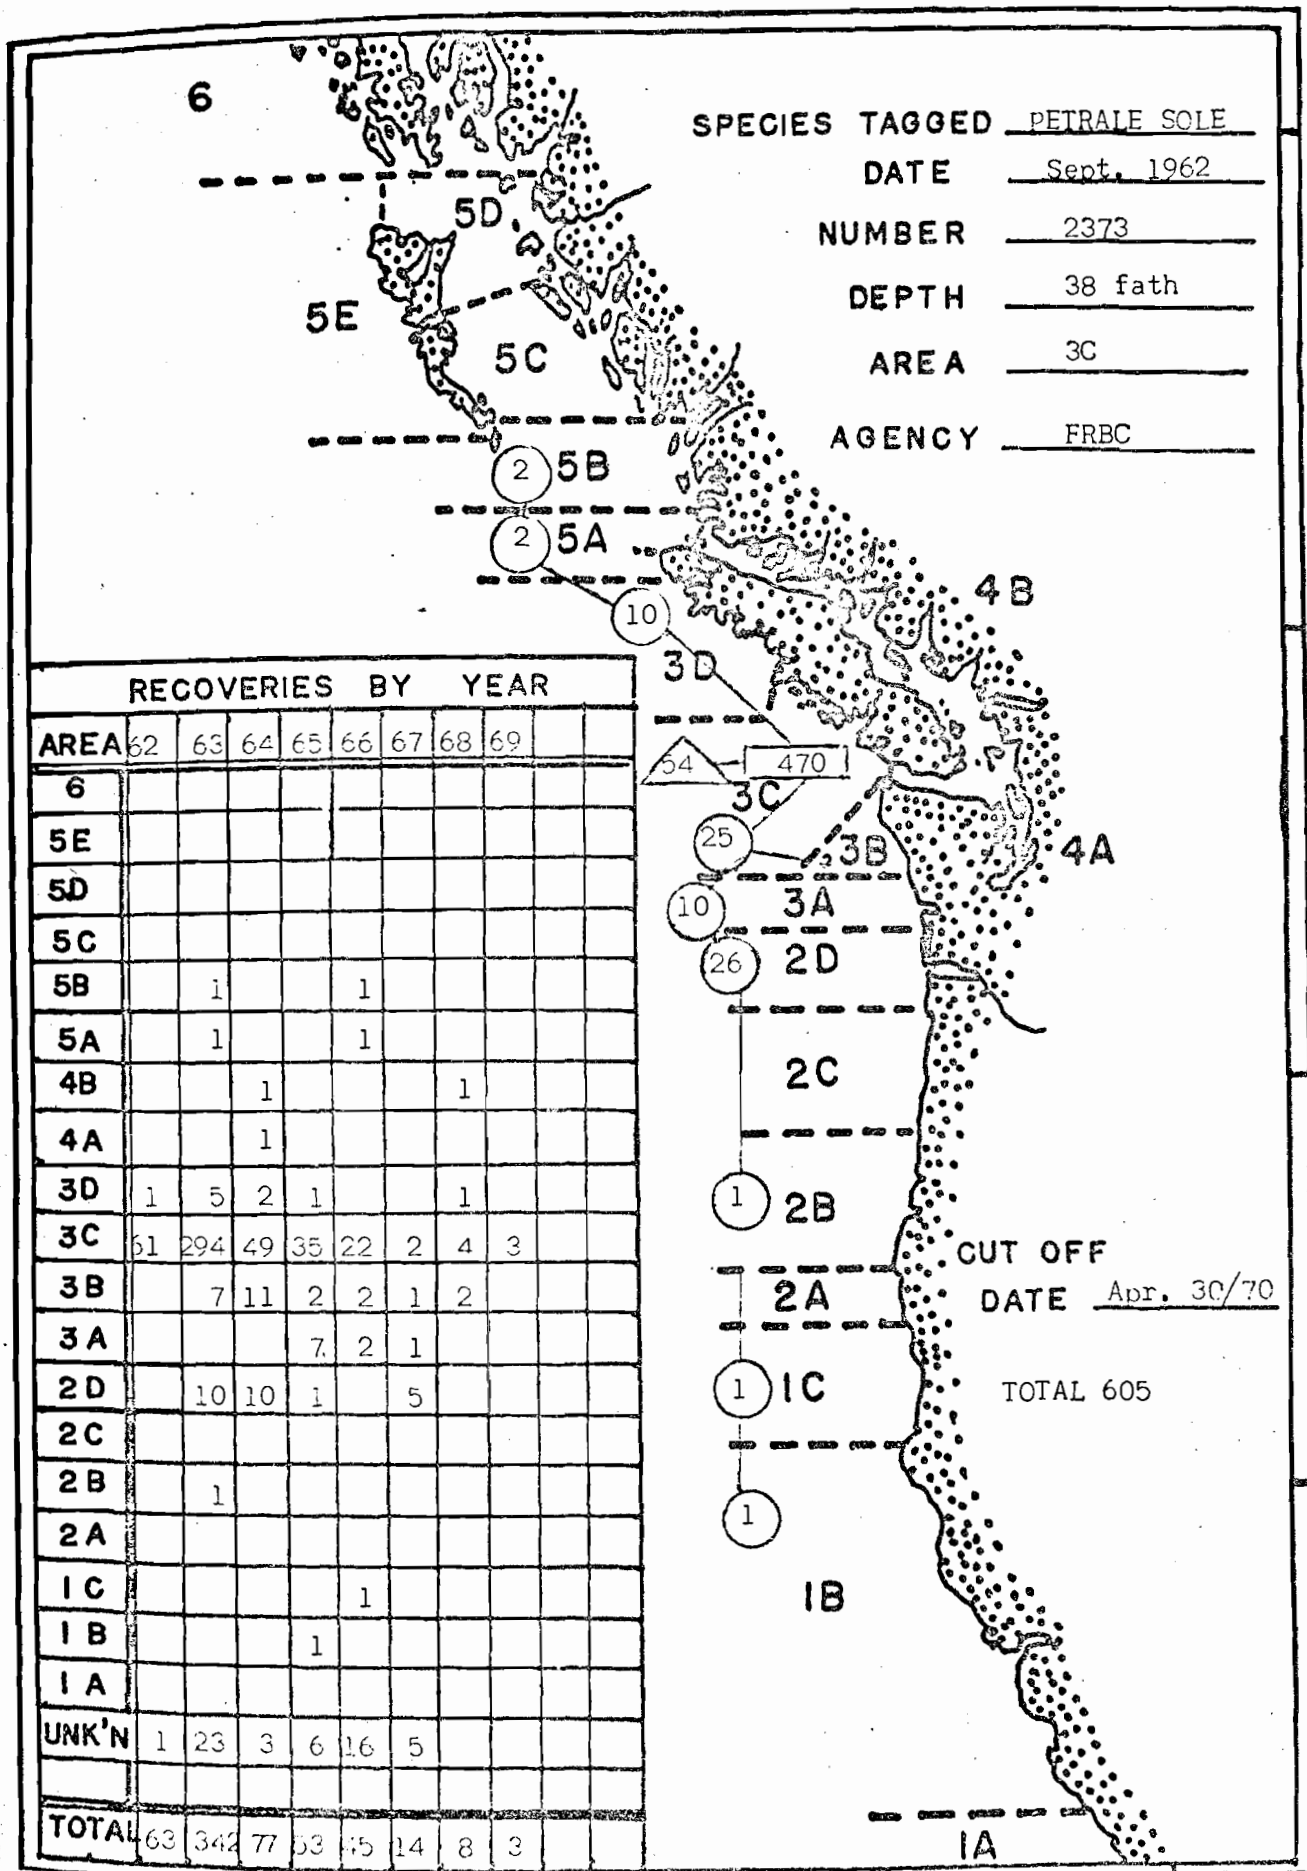 6
SPECIES TAGGED PETRALE SOLE
DATE Sept. 1962
NUMBER 2373
DEPTH 38 fath
AREA 3C
AGENCY FRBC
5D
5E
5C
2 5B
2 5A
4B
10
3D
54 470
3C
25 3B 4A
10 3A
26 2D
2C
1 2B
2A
1 1C
1
1B
1A
CUT OFF
DATE Apr. 30/70
TOTAL 605
RECOVERIES BY YEAR
AREA 62 63 64 65 66 67 68 69
6
5E
5D
5C
5B 1 1
5A 1 1
4B 1 1
4A 1
3D 1 5 2 1 1
3C 61 294 49 35 22 2 4 3
3B 7 11 2 2 1 2
3A 7 2 1
2D 10 10 1 5
2C
2B 1
2A
1C 1
1B 1
1A
UNK'N 1 23 3 6 16 5
TOTAL 63 342 77 53 45 14 8 3